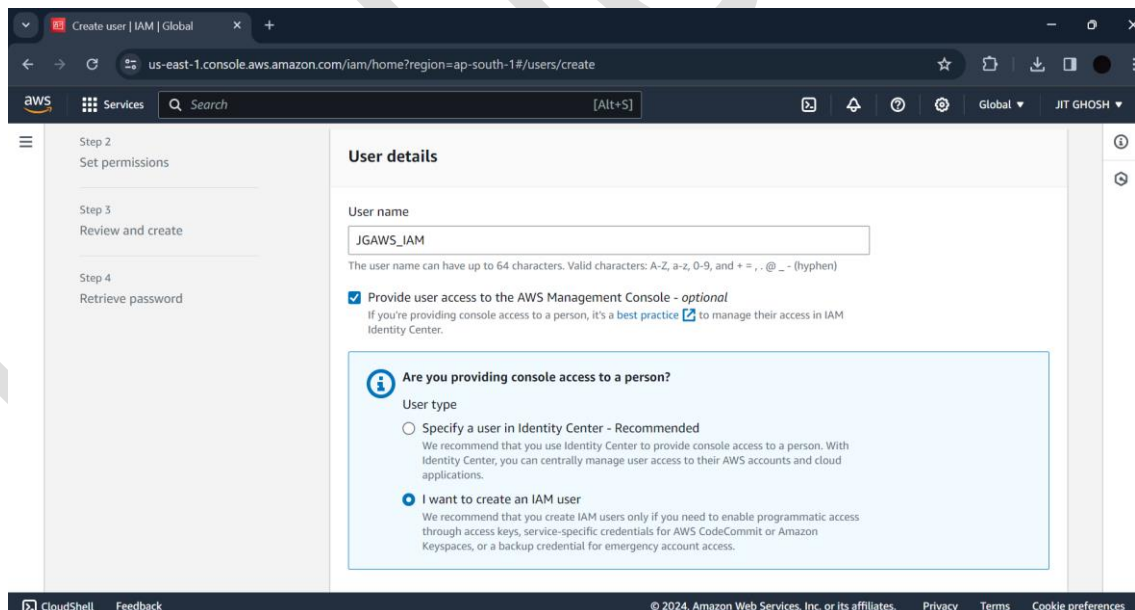 Create user | IAM | Global
us-east-1.console.aws.amazon.com/iam/home?region=ap-south-1#/users/create
aws
Services
Search
[Alt+S]
Global
JIT GHOSH
Step 2
Set permissions
Step 3
Review and create
Step 4
Retrieve password
User details
User name
JGAWS_IAM
The user name can have up to 64 characters. Valid characters: A-Z, a-z, 0-9, and + = , . @ _ - (hyphen)
Provide user access to the AWS Management Console - optional
If you're providing console access to a person, it's a best practice to manage their access in IAM
Identity Center.
Are you providing console access to a person?
User type
Specify a user in Identity Center - Recommended
We recommend that you use Identity Center to provide console access to a person. With
Identity Center, you can centrally manage user access to their AWS accounts and cloud
applications.
I want to create an IAM user
We recommend that you create IAM users only if you need to enable programmatic access
through access keys, service-specific credentials for AWS CodeCommit or Amazon
Keyspaces, or a backup credential for emergency account access.
CloudShell
Feedback
© 2024, Amazon Web Services, Inc. or its affiliates.
Privacy
Terms
Cookie preferences